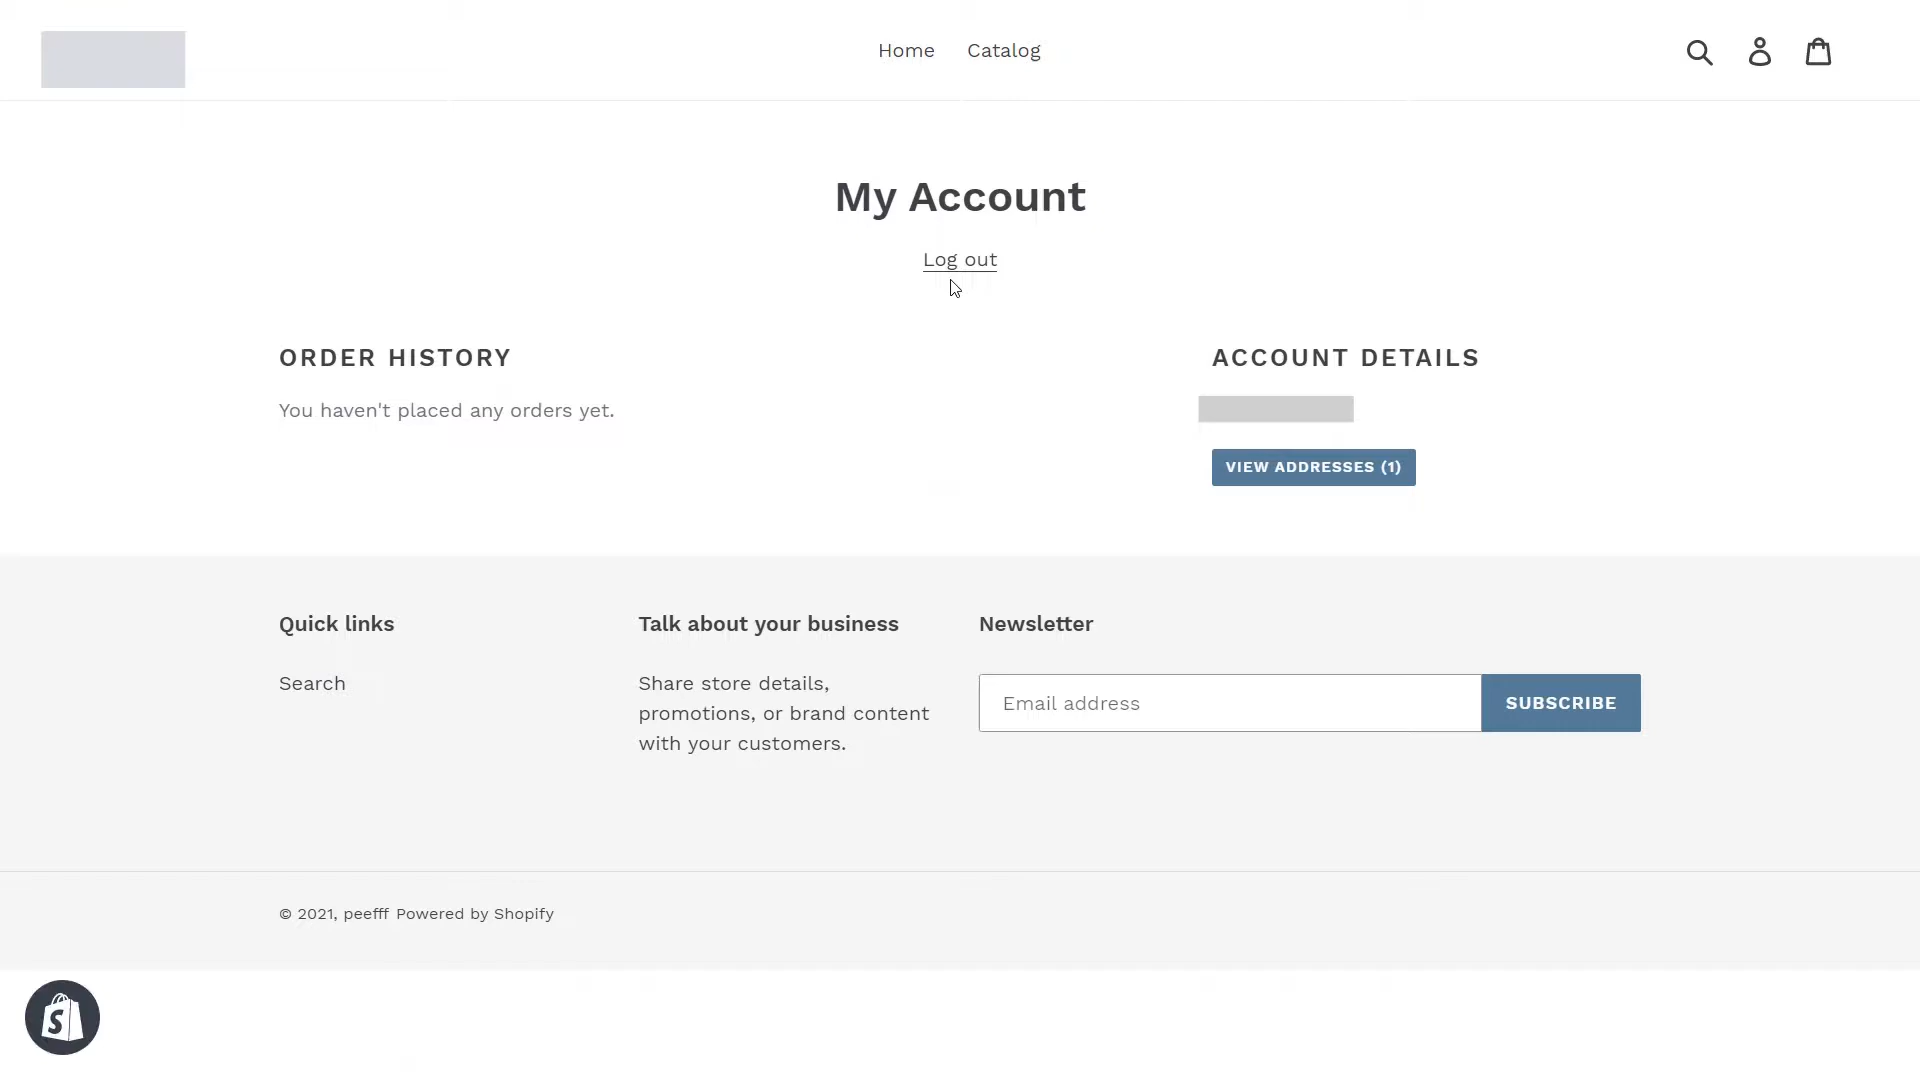 Home Catalog
My Account
Log out
ORDER HISTORY
You haven't placed any orders yet.
ACCOUNT DETAILS
VIEW ADDRESSES (1)
Quick links
Search
Talk about your business
Share store details,
promotions, or brand content
with your customers.
Newsletter
Email address
SUBSCRIBE
© 2021, peefff Powered by Shopify